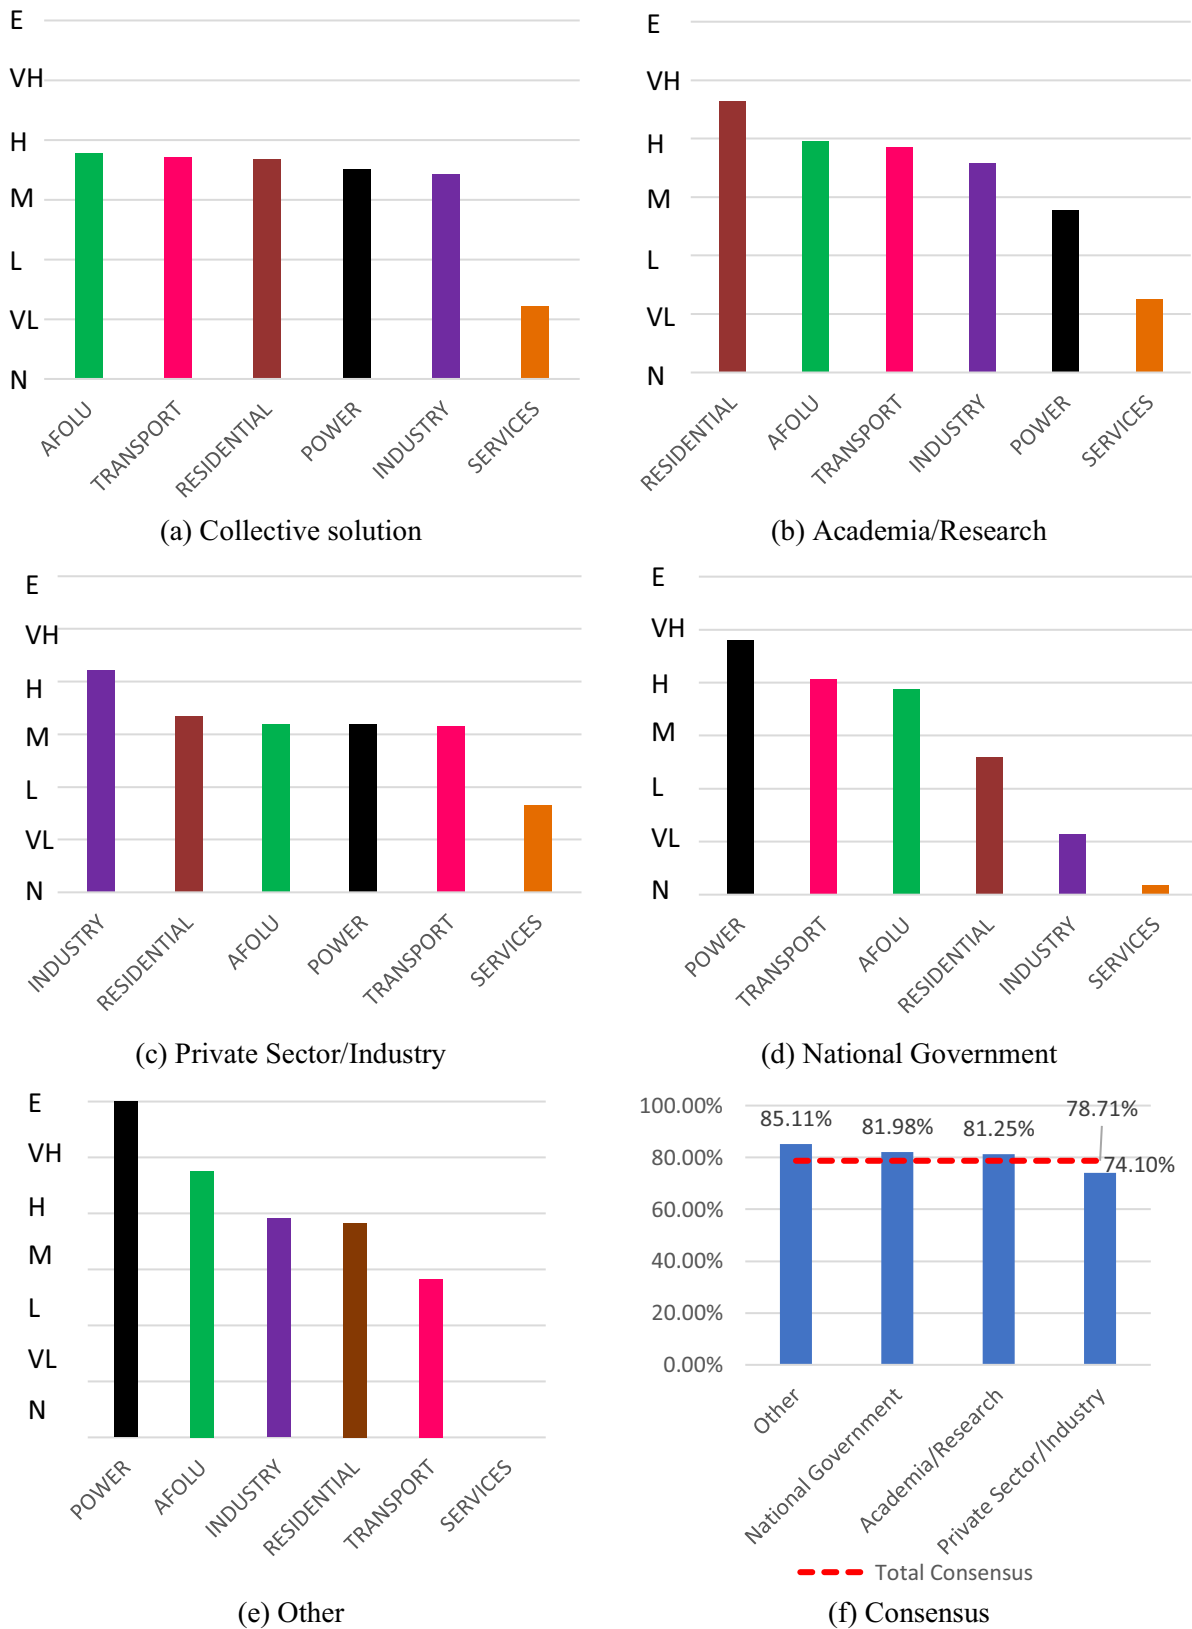 E
VH
H
M
L
VL
N
AFOLU
TRANSPORT
RESIDENTIAL
POWER
INDUSTRY
SERVICES
(a) Collective solution
E
VH
H
M
L
VL
N
RESIDENTIAL
AFOLU
TRANSPORT
INDUSTRY
POWER
SERVICES
(b) Academia/Research
E
VH
H
M
L
VL
N
INDUSTRY
RESIDENTIAL
AFOLU
POWER
TRANSPORT
SERVICES
(c) Private Sector/Industry
E
VH
H
M
L
VL
N
POWER
TRANSPORT
AFOLU
RESIDENTIAL
INDUSTRY
SERVICES
(d) National Government
E
VH
H
M
L
VL
N
POWER
AFOLU
INDUSTRY
RESIDENTIAL
TRANSPORT
SERVICES
(e) Other
100.00%
80.00%
60.00%
40.00%
20.00%
0.00%
85.11%
81.98%
81.25%
78.71%
74.10%
Other
National Government
Academia/Research
Private Sector/Industry
Total Consensus
(f) Consensus